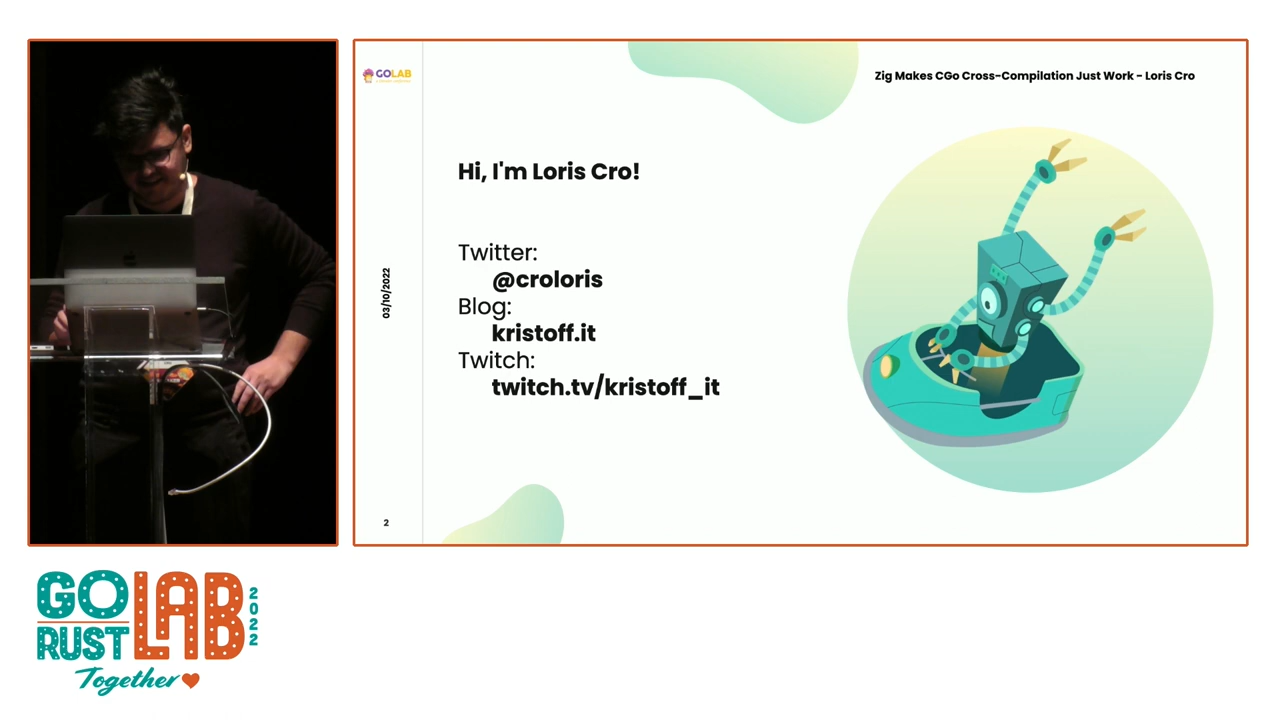 GOLAB
Zig Makes CGo Cross-Compilation Just Work - Loris Cro
Hi, I'm Loris Cro!
Twitter:
@croloris
Blog:
kristoff.it
Twitch:
twitch.tv/kristoff_it
03/10/2022
2
GO LAB 2022
RUST
Together